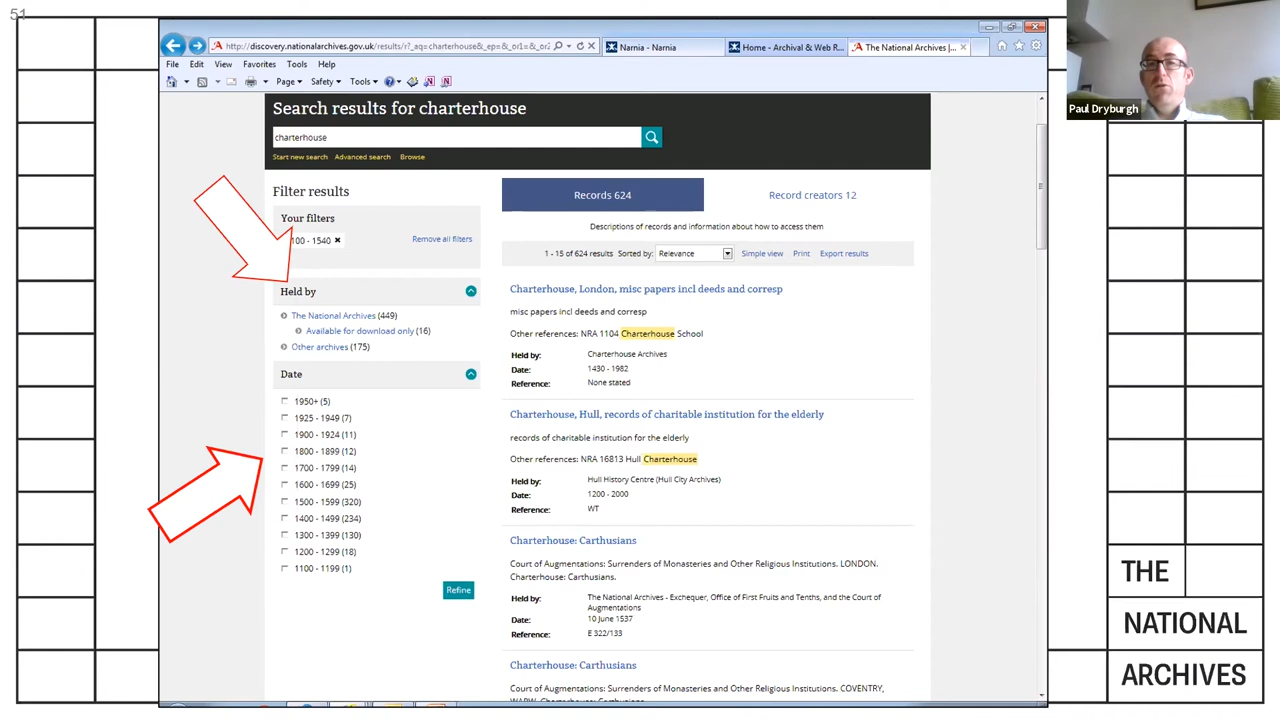 51
http://discovery.nationalarchives.gov.uk/results/r?_aq=charterhouse&_ep=&_or1=&_or2
Narnia - Narnia
Home - Archival & Web R...
The National Archives |...
File Edit View Favorites Tools Help
Page Safety Tools
Search results for charterhouse
charterhouse
Start new search Advanced search Browse
Filter results
Your filters
00 - 1540
Remove all filters
Held by
The National Archives (449)
Available for download only (16)
Other archives (175)
Date
1950+ (5)
1925 - 1949 (7)
1900 - 1924 (11)
1800 - 1899 (12)
1700 - 1799 (14)
1600 - 1699 (25)
1500 - 1599 (320)
1400 - 1499 (234)
1300 - 1399 (130)
1200 - 1299 (18)
1100 - 1199 (1)
Refine
Records 624
Record creators 12
Descriptions of records and information about how to access them
1 - 15 of 624 results Sorted by: Relevance Simple view Print Export results
Charterhouse, London, misc papers incl deeds and corresp
misc papers incl deeds and corresp
Other references: NRA 1104 Charterhouse School
Held by: Charterhouse Archives
Date: 1430 - 1982
Reference: None stated
Charterhouse, Hull, records of charitable institution for the elderly
records of charitable institution for the elderly
Other references: NRA 16813 Hull Charterhouse
Held by: Hull History Centre (Hull City Archives)
Date: 1200 - 2000
Reference: WT
Charterhouse: Carthusians
Court of Augmentations: Surrenders of Monasteries and Other Religious Institutions. LONDON.
Charterhouse: Carthusians.
Held by: The National Archives - Exchequer, Office of First Fruits and Tenths, and the Court of
Augmentations
Date: 10 June 1537
Reference: E 322/133
Charterhouse: Carthusians
Court of Augmentations: Surrenders of Monasteries and Other Religious Institutions. COVENTRY,
Paul Dryburgh
THE
NATIONAL
ARCHIVES